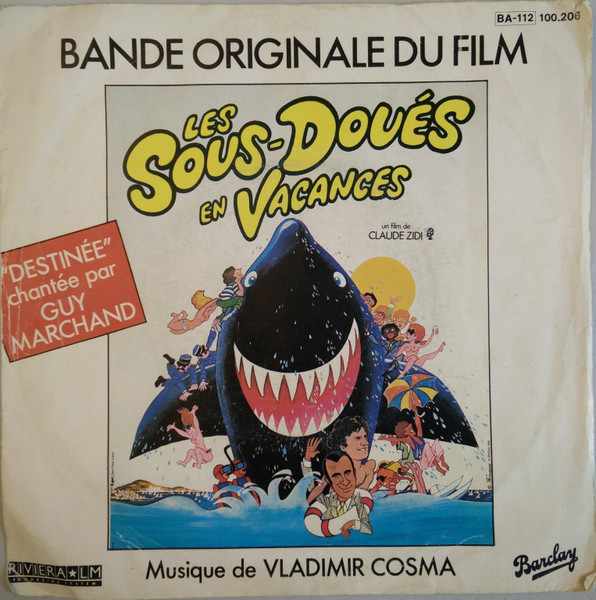 BA-112 100.206
BANDE ORIGINALE DU FILM
LES
SOUS-DOUÉS
EN VACANCES
un film de
CLAUDE ZIDI
"DESTINÉE"
chantée par
GUY
MARCHAND
RIVIERA★LM
Musique de VLADIMIR COSMA
Barclay